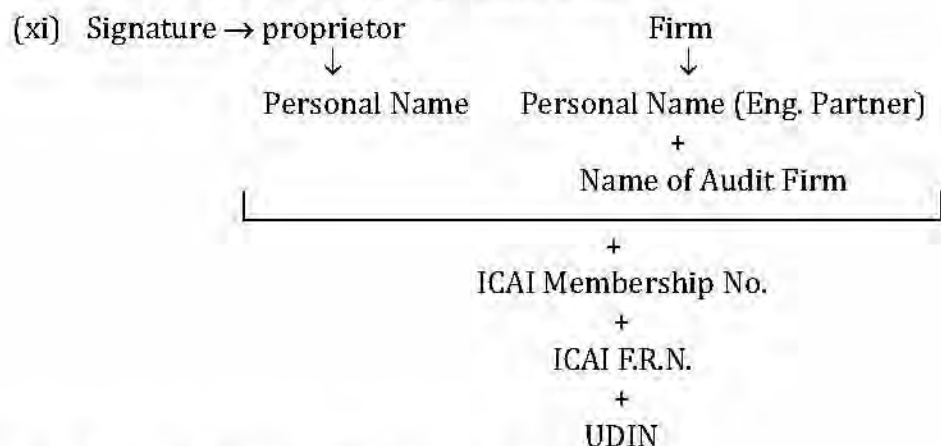 (xi) Signature → proprietor Firm
↓ ↓
Personal Name Personal Name (Eng. Partner)
+
Name of Audit Firm
+
ICAI Membership No.
+
ICAI F.R.N.
+
UDIN